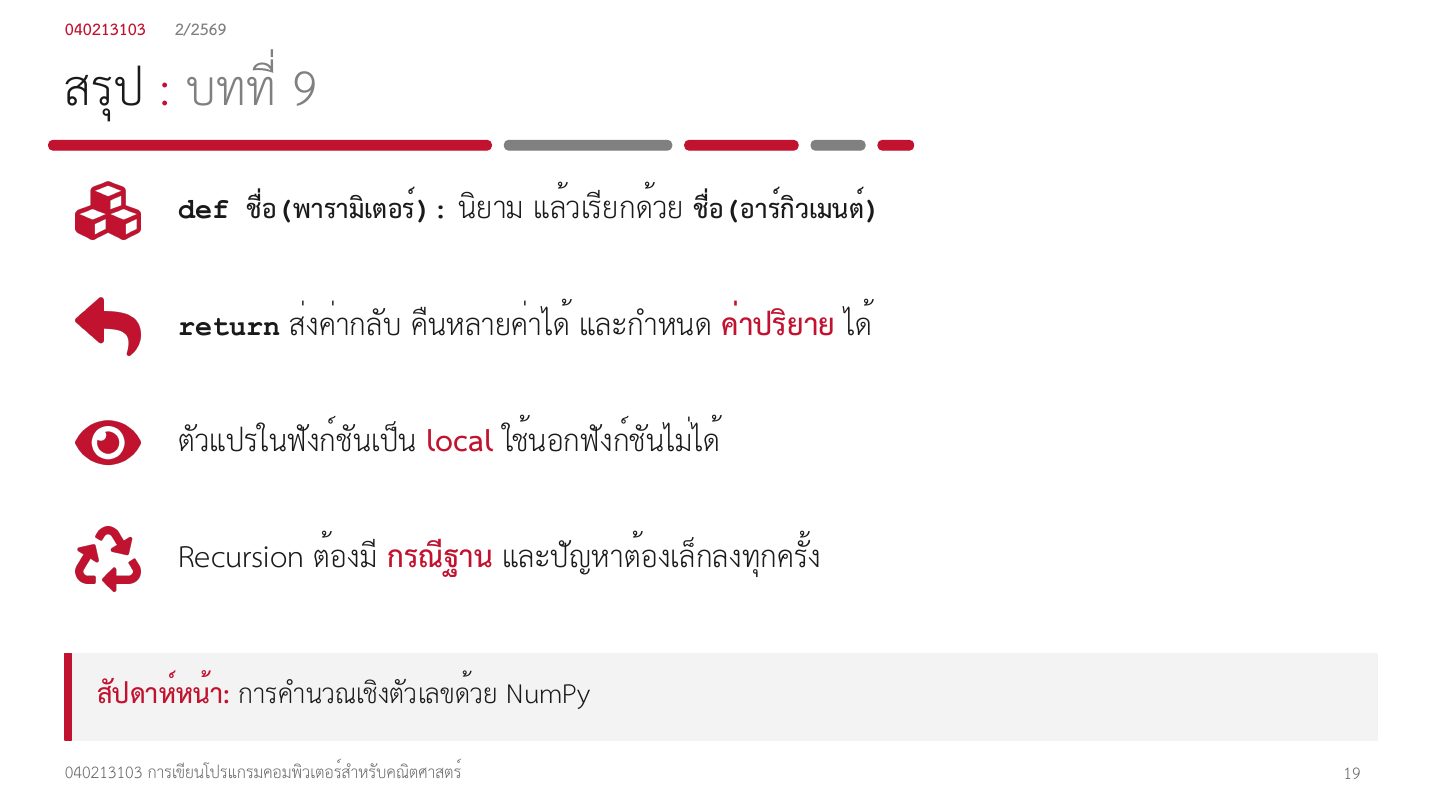 040213103 2/2569
สรุป : บทที่ 9
def ชื่อ(พารามิเตอร์): นิยาม แล้วเรียกด้วย ชื่อ(อาร์กิวเมนต์)
return ส่งค่ากลับ คืนหลายค่าได้ และกำหนด ค่าปริยาย ได้
ตัวแปรในฟังก์ชันเป็น local ใช้นอกฟังก์ชันไม่ได้
Recursion ต้องมี กรณีฐาน และปัญหาต้องเล็กลงทุกครั้ง
สัปดาห์หน้า: การคำนวณเชิงตัวเลขด้วย NumPy
040213103 การเขียนโปรแกรมคอมพิวเตอร์สำหรับคณิตศาสตร์ 19